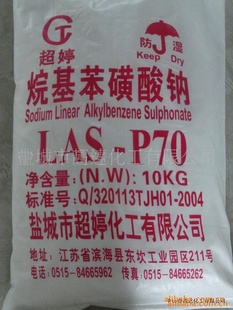 超婷
防 湿
Keep Dry
烷基苯磺酸钠
Sodium Linear Alkylbenzene Sulphonate
LAS-P70
净含量:(N.W): 10KG
标准号:Q/320113TJH01-2004
盐城市超婷化工有限公司
地址:江苏省滨海县东坎工业园区211号
电话:0515-84665962 传真:0515-84665262